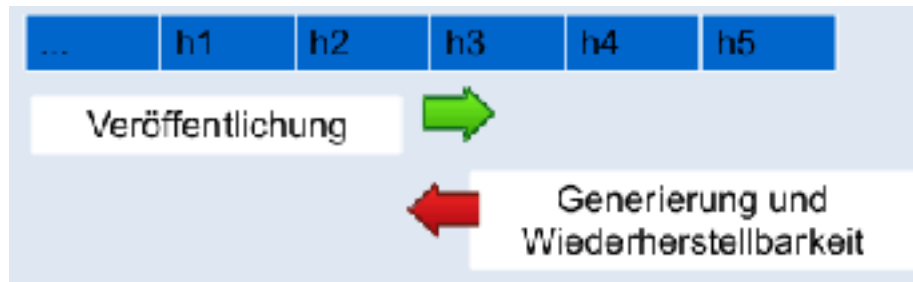 ... h1 h2 h3 h4 h5
Veröffentlichung
Generierung und
Wiederherstellbarkeit